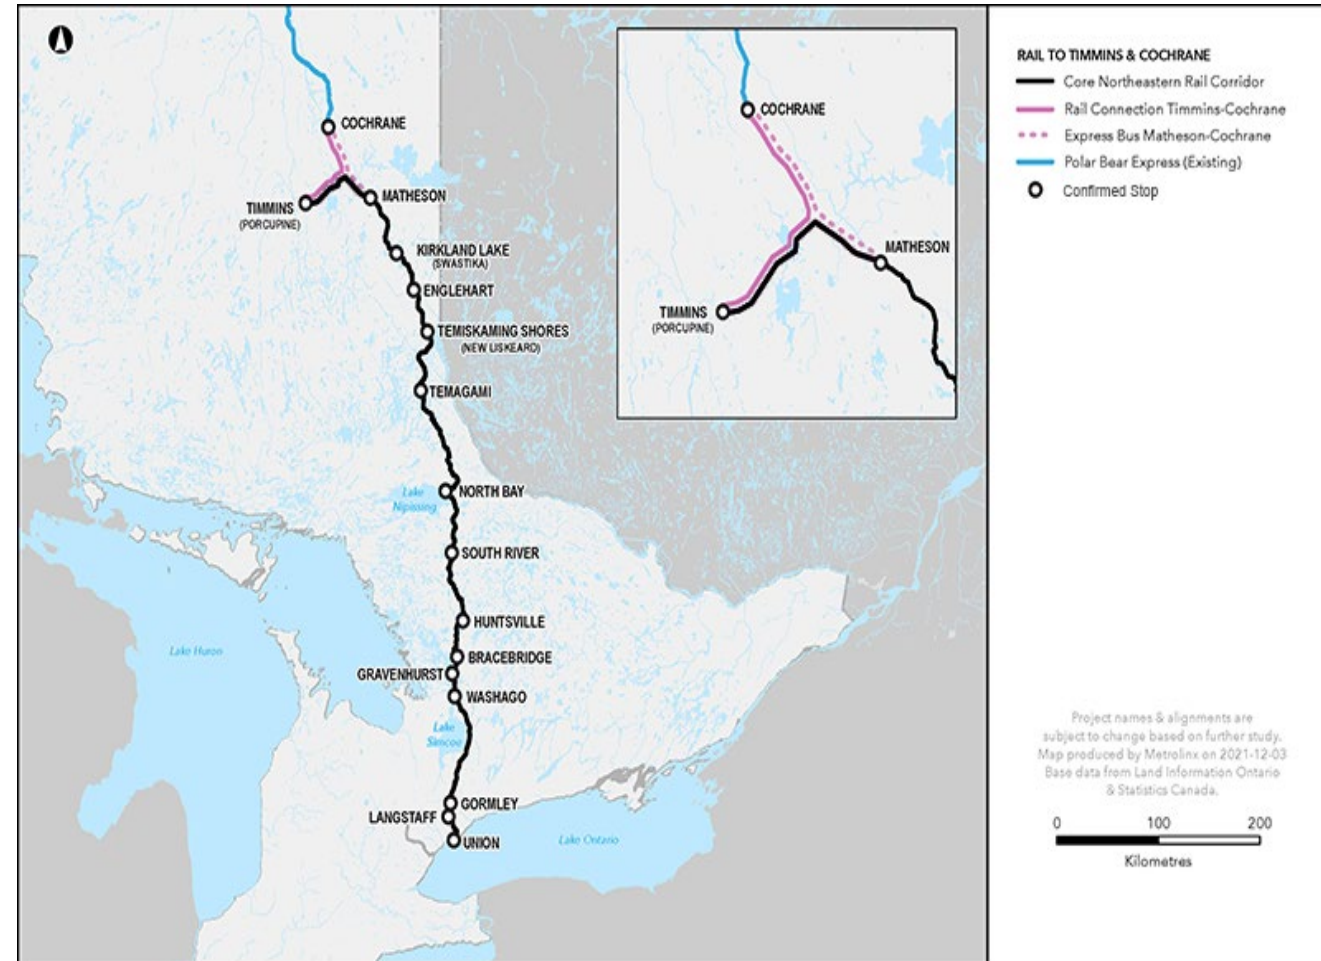 COCHRANE
MATHESON
TIMMINS
(PORCUPINE)
KIRKLAND LAKE
(SWASTIKA)
ENGLEHART
TEMISKAMING SHORES
(NEW LISKEARD)
TEMAGAMI
Lake
Nipissing
NORTH BAY
SOUTH RIVER
HUNTSVILLE
BRACEBRIDGE
GRAVENHURST
WASHAGO
Lake Huron
Lake
Simcoe
GORMLEY
LANGSTAFF
UNION
Lake Ontario
COCHRANE
MATHESON
TIMMINS
(PORCUPINE)
RAIL TO TIMMINS & COCHRANE
Core Northeastern Rail Corridor
Rail Connection Timmins-Cochrane
Express Bus Matheson-Cochrane
Polar Bear Express (Existing)
Confirmed Stop
Project names & alignments are
subject to change based on further study.
Map produced by Metrolinx on 2021-12-03
Base data from Land Information Ontario
& Statistics Canada.
0 100 200
Kilometres